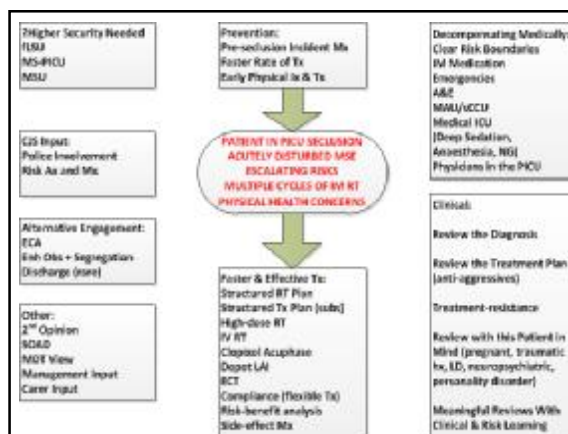 ?Higher Security Needed
fLSU
MS-PICU
MSU
CJS Input:
Police Involvement
Risk Ax and Mx
Alternative Engagement:
ECA
Enh Obs + Segregation
Discharge (rare)
Other:
2nd Opinion
SOAD
MDT View
Management Input
Carer Input
Prevention:
Pre-seclusion Incident Mx
Faster Rate of Tx
Early Physical Ix & Tx
PATIENT IN PICU SECLUSION
ACUTELY DISTURBED MSE
ESCALATING RISKS
MULTIPLE CYCLES OF IM RT
PHYSICAL HEALTH CONCERNS
Faster & Effective Tx:
Structured RT Plan
Structured Tx Plan (subs)
High-dose RT
IV RT
Clopixol Acuphase
Depot LAI
ECT
Compliance (flexible Tx)
Risk-benefit analysis
Side-effect Mx
Decompensating Medically:
Clear Risk Boundaries
IM Medication
Emergencies
A&E
MAU/sCCU
Medical ICU
(Deep Sedation,
Anaesthesia, NG)
Physicians in the PICU
Clinical:
Review the Diagnosis
Review the Treatment Plan
(anti-aggressives)
Treatment-resistance
Review with this Patient in
Mind (pregnant, traumatic
hx, LD, neuropsychiatric,
personality disorder)
Meaningful Reviews With
Clinical & Risk Learning